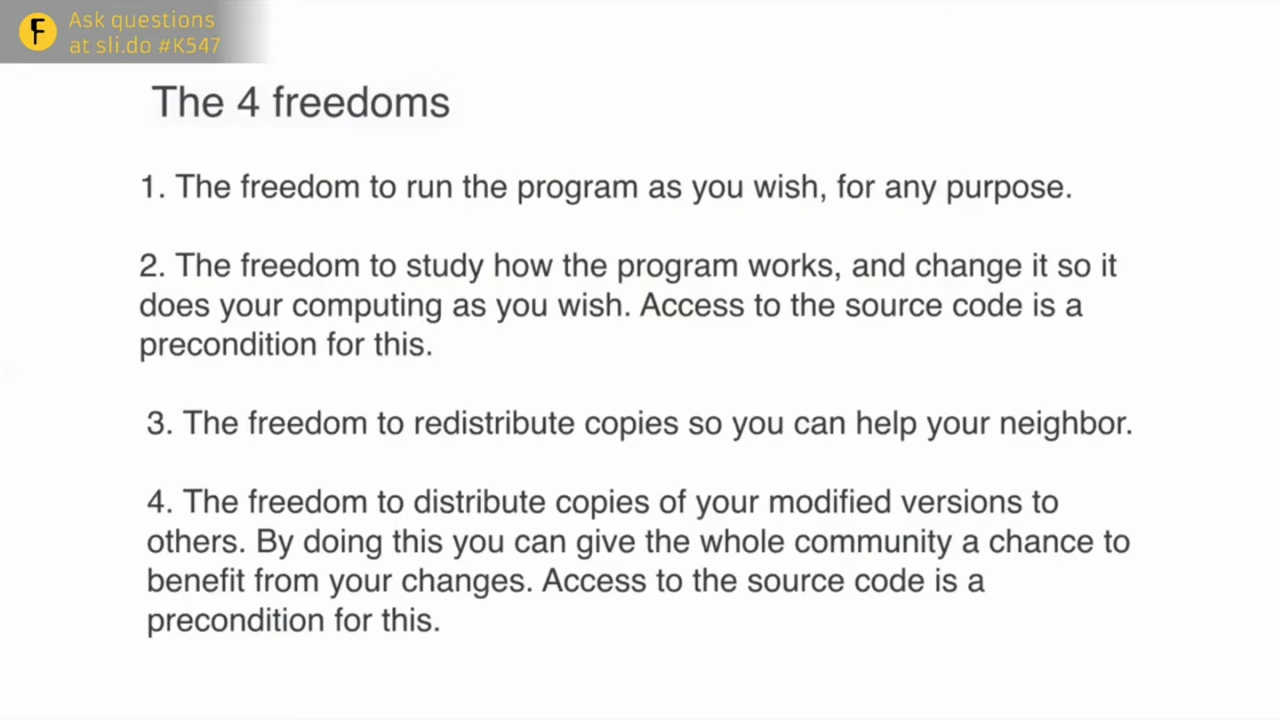 F
Ask questions
at sli.do #K547
The 4 freedoms
1. The freedom to run the program as you wish, for any purpose.
2. The freedom to study how the program works, and change it so it
does your computing as you wish. Access to the source code is a
precondition for this.
3. The freedom to redistribute copies so you can help your neighbor.
4. The freedom to distribute copies of your modified versions to
others. By doing this you can give the whole community a chance to
benefit from your changes. Access to the source code is a
precondition for this.